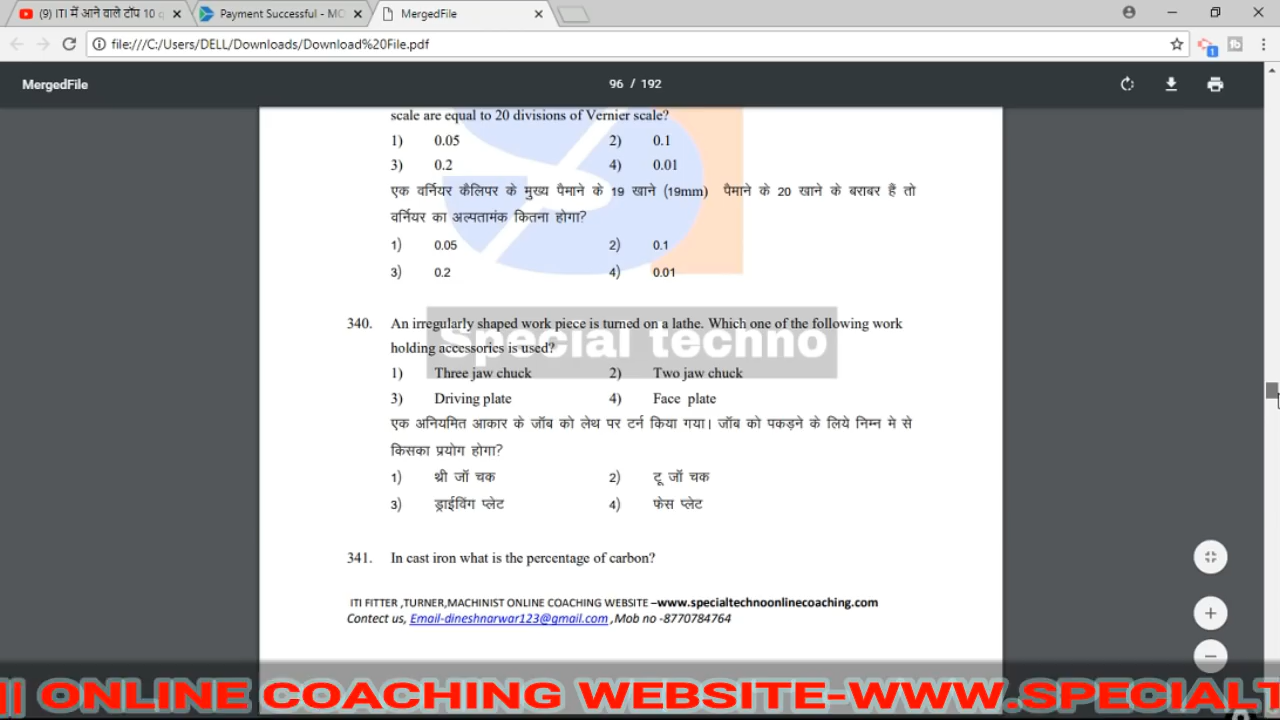 (9) ITI में आने वाले टॉप 10 q
Payment Successful - MO
MergedFile
file:///C:/Users/DELL/Downloads/Download%20File.pdf
1
MergedFile
96 / 192
scale are equal to 20 divisions of Vernier scale?
1) 0.05 2) 0.1
3) 0.2 4) 0.01
एक वर्नियर कैलिपर के मुख्य पैमाने के 19 खाने (19mm) पैमाने के 20 खाने के बराबर हैं तो
वर्नियर का अल्पतामंक कितना होगा?
1) 0.05 2) 0.1
3) 0.2 4) 0.01
340. An irregularly shaped work piece is turned on a lathe. Which one of the following work
holding accessories is used?
Special techno
1) Three jaw chuck 2) Two jaw chuck
3) Driving plate 4) Face plate
एक अनियमित आकार के जॉब को लेथ पर टर्न किया गया। जॉब को पकड़ने के लिये निम्न मे से
किसका प्रयोग होगा?
1) थ्री जॉ चक 2) टू जॉ चक
3) ड्राईविंग प्लेट 4) फेस प्लेट
341. In cast iron what is the percentage of carbon?
ITI FITTER ,TURNER,MACHINIST ONLINE COACHING WEBSITE –www.specialtechnoonlinecoaching.com
Contect us, Email-dineshnarwar123@gmail.com ,Mob no -8770784764
|| ONLINE COACHING WEBSITE-WWW.SPECIALT